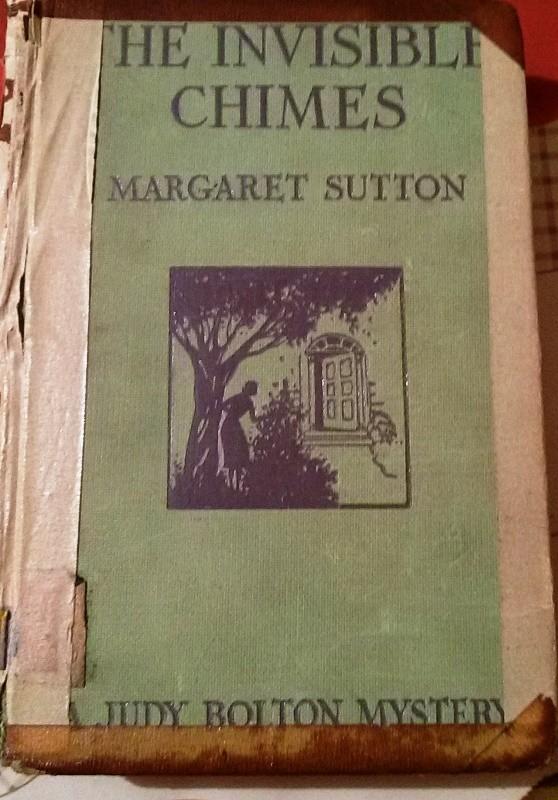 THE INVISIBLE
CHIMES
MARGARET SUTTON
A JUDY BOLTON MYSTERY